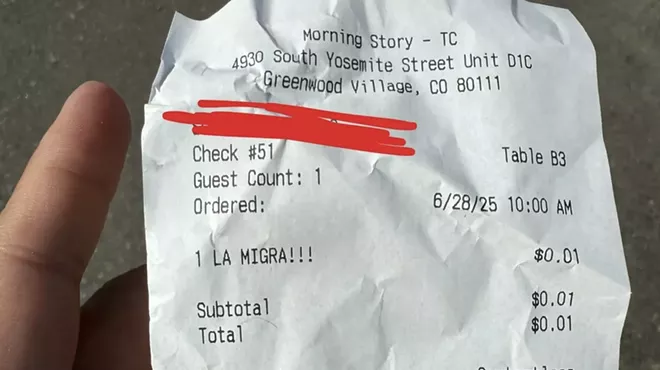 Morning Story - TC
4930 South Yosemite Street Unit D1C
Greenwood Village, CO 80111
Check #51 Table B3
Guest Count: 1
Ordered: 6/28/25 10:00 AM
1 LA MIGRA!!! $0.01
Subtotal $0.01
Total $0.01